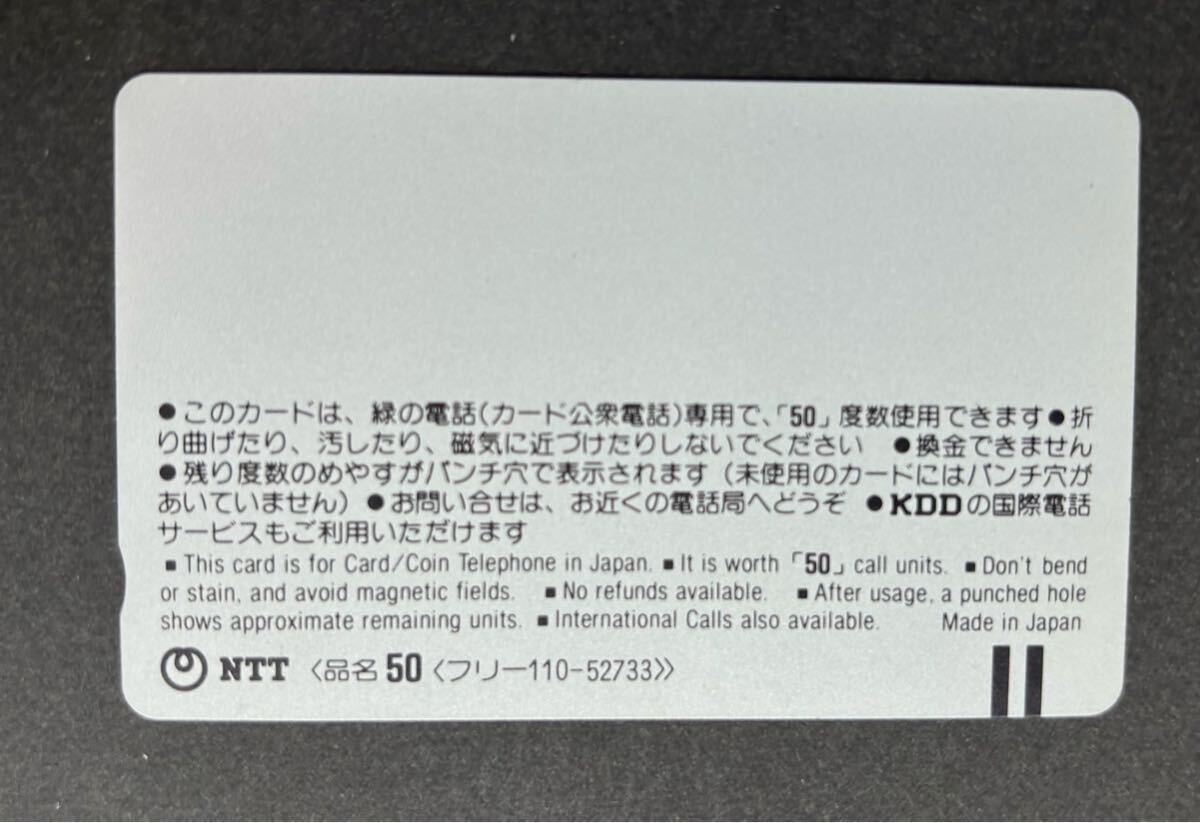 ●このカードは、緑の電話(カード公衆電話)専用で、「50」度数使用できます●折
り曲げたり、汚したり、磁気に近づけたりしないでください ●換金できません
●残り度数のめやすがパンチ穴で表示されます(未使用のカードにはパンチ穴が
あいていません)●お問い合せは、お近くの電話局へどうぞ ●KDDの国際電話
サービスもご利用いただけます
■This card is for Card/Coin Telephone in Japan. ■It is worth「50」call units. ■Don't bend
or stain, and avoid magnetic fields. ■No refunds available. ■After usage, a punched hole
shows approximate remaining units. ■International Calls also available. Made in Japan
NTT 〈品名50〈フリー110-52733〉〉